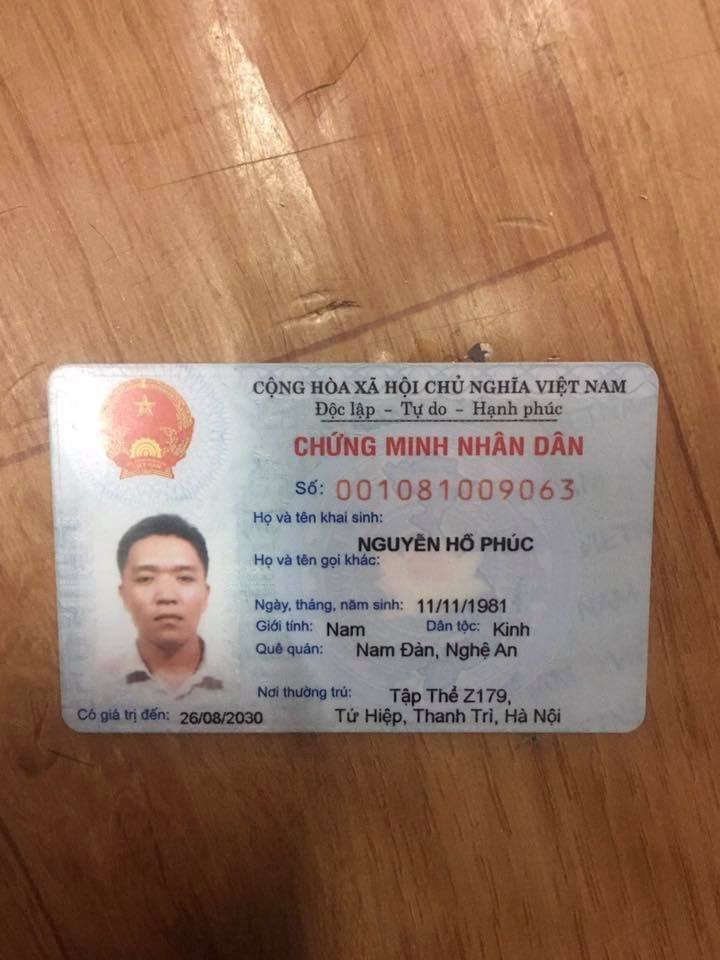 CỘNG HÒA XÃ HỘI CHỦ NGHĨA VIỆT NAM
Độc lập - Tự do - Hạnh phúc
CHỨNG MINH NHÂN DÂN
Số: 001081009063
Họ và tên khai sinh:
NGUYỄN HỒ PHÚC
Họ và tên gọi khác:
Ngày, tháng, năm sinh: 11/11/1981
Giới tính: Nam Dân tộc: Kinh
Quê quán: Nam Đàn, Nghệ An
Nơi thường trú: Tập Thể Z179,
Tứ Hiệp, Thanh Trì, Hà Nội
Có giá trị đến: 26/08/2030